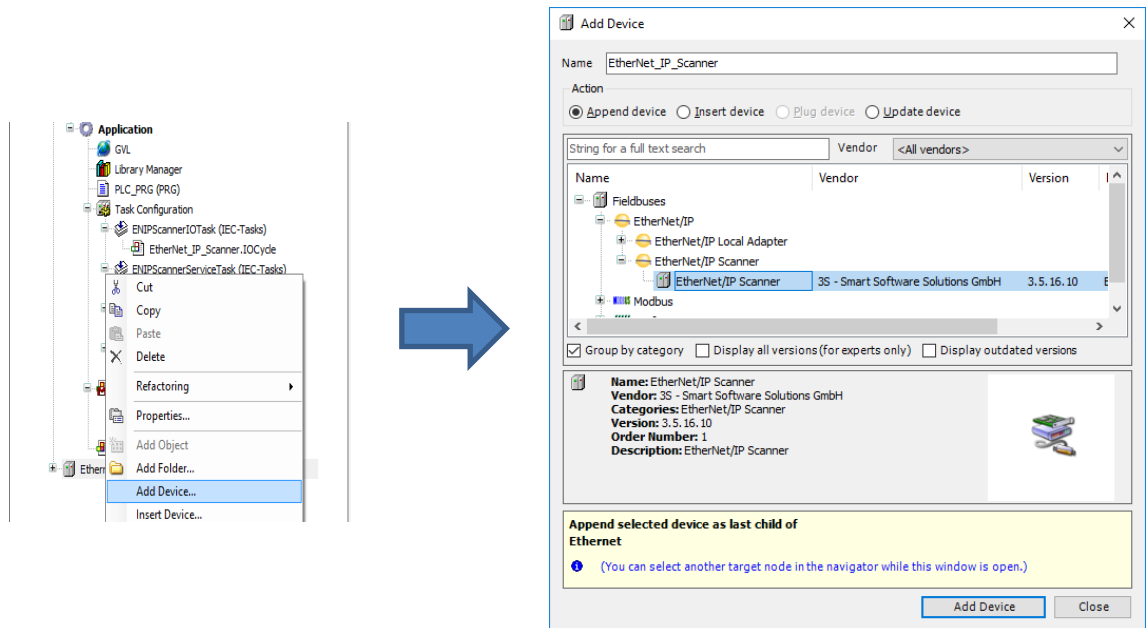 Application
GVL
Library Manager
PLC_PRG (PRG)
Task Configuration
ENIPScannerIOTask (IEC-Tasks)
EtherNet_IP_Scanner.IOCycle
ENIPScannerServiceTask (IEC-Tasks)
Cut
Copy
Paste
Delete
Refactoring
Properties...
Add Object
Ethern
Add Folder...
Add Device...
Insert Device...
Add Device
Name EtherNet_IP_Scanner
Action
Append device Insert device Plug device Update device
String for a full text search Vendor <All vendors>
Name Vendor Version
Fieldbuses
EtherNet/IP
EtherNet/IP Local Adapter
EtherNet/IP Scanner
EtherNet/IP Scanner 3S - Smart Software Solutions GmbH 3.5.16.10 E
Modbus
Group by category Display all versions (for experts only) Display outdated versions
Name: EtherNet/IP Scanner
Vendor: 3S - Smart Software Solutions GmbH
Categories: EtherNet/IP Scanner
Version: 3.5.16.10
Order Number: 1
Description: EtherNet/IP Scanner
Append selected device as last child of
Ethernet
(You can select another target node in the navigator while this window is open.)
Add Device Close